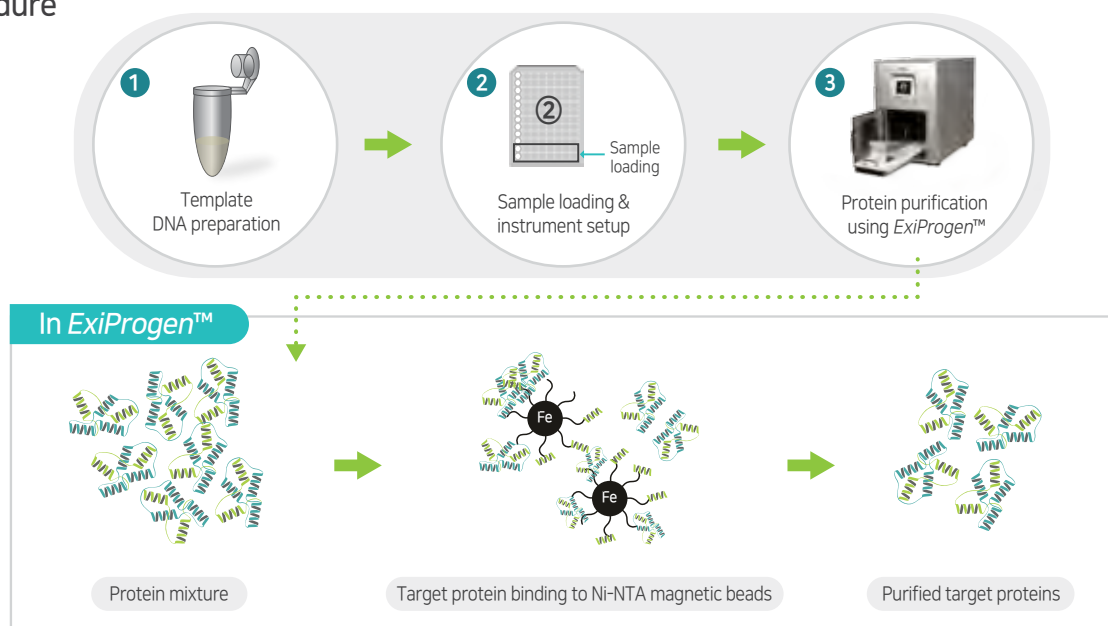 dure
1
2
3
②
Sample
loading
Template
DNA preparation
Sample loading &
instrument setup
Protein purification
using ExiProgen™
In ExiProgen™
Fe
Fe
Protein mixture
Target protein binding to Ni-NTA magnetic beads
Purified target proteins